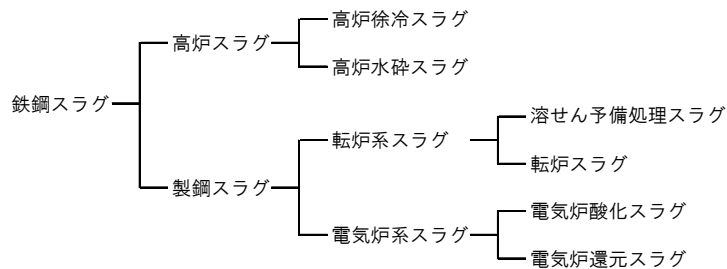 鉄鋼スラグ
高炉スラグ
高炉徐冷スラグ
高炉水砕スラグ
製鋼スラグ
転炉系スラグ
溶せん予備処理スラグ
転炉スラグ
電気炉系スラグ
電気炉酸化スラグ
電気炉還元スラグ